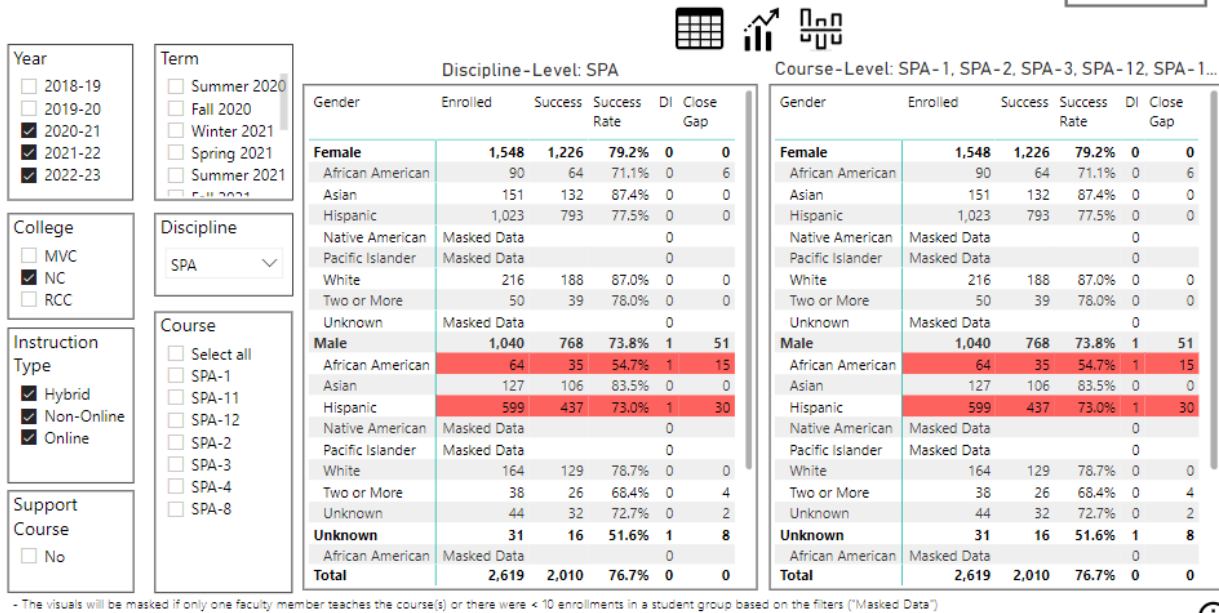 Year
2018-19
2019-20
2020-21
2021-22
2022-23
Term
Summer 2020
Fall 2020
Winter 2021
Spring 2021
Summer 2021
Fall 2021
College
MVC
NC
RCC
Discipline
SPA
Instruction
Type
Hybrid
Non-Online
Online
Support
Course
No
Course
Select all
SPA-1
SPA-11
SPA-12
SPA-2
SPA-3
SPA-4
SPA-8
Discipline-Level: SPA
Gender Enrolled Success Success DI Close
Rate Gap
Female 1,548 1,226 79.2% 0 0
African American 90 64 71.1% 0 6
Asian 151 132 87.4% 0 0
Hispanic 1,023 793 77.5% 0 0
Native American Masked Data 0
Pacific Islander Masked Data 0
White 216 188 87.0% 0 0
Two or More 50 39 78.0% 0 0
Unknown Masked Data 0
Male 1,040 768 73.8% 1 51
African American 64 35 54.7% 1 15
Asian 127 106 83.5% 0 0
Hispanic 599 437 73.0% 1 30
Native American Masked Data 0
Pacific Islander Masked Data 0
White 164 129 78.7% 0 0
Two or More 38 26 68.4% 0 4
Unknown 44 32 72.7% 0 2
Unknown 31 16 51.6% 1 8
African American Masked Data 0
Total 2,619 2,010 76.7% 0 0
Course-Level: SPA-1, SPA-2, SPA-3, SPA-12, SPA-1...
Gender Enrolled Success Success DI Close
Rate Gap
Female 1,548 1,226 79.2% 0 0
African American 90 64 71.1% 0 6
Asian 151 132 87.4% 0 0
Hispanic 1,023 793 77.5% 0 0
Native American Masked Data 0
Pacific Islander Masked Data 0
White 216 188 87.0% 0 0
Two or More 50 39 78.0% 0 0
Unknown Masked Data 0
Male 1,040 768 73.8% 1 51
African American 64 35 54.7% 1 15
Asian 127 106 83.5% 0 0
Hispanic 599 437 73.0% 1 30
Native American Masked Data 0
Pacific Islander Masked Data 0
White 164 129 78.7% 0 0
Two or More 38 26 68.4% 0 4
Unknown 44 32 72.7% 0 2
Unknown 31 16 51.6% 1 8
African American Masked Data 0
Total 2,619 2,010 76.7% 0 0
- The visuals will be masked if only one faculty member teaches the course(s) or there were < 10 enrollments in a student group based on the filters ("Masked Data")